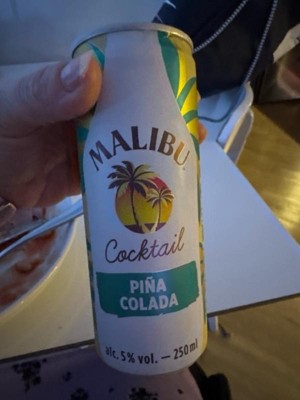 MALIBU
Cocktail
PIÑA
COLADA
alc. 5% vol. — 250 ml